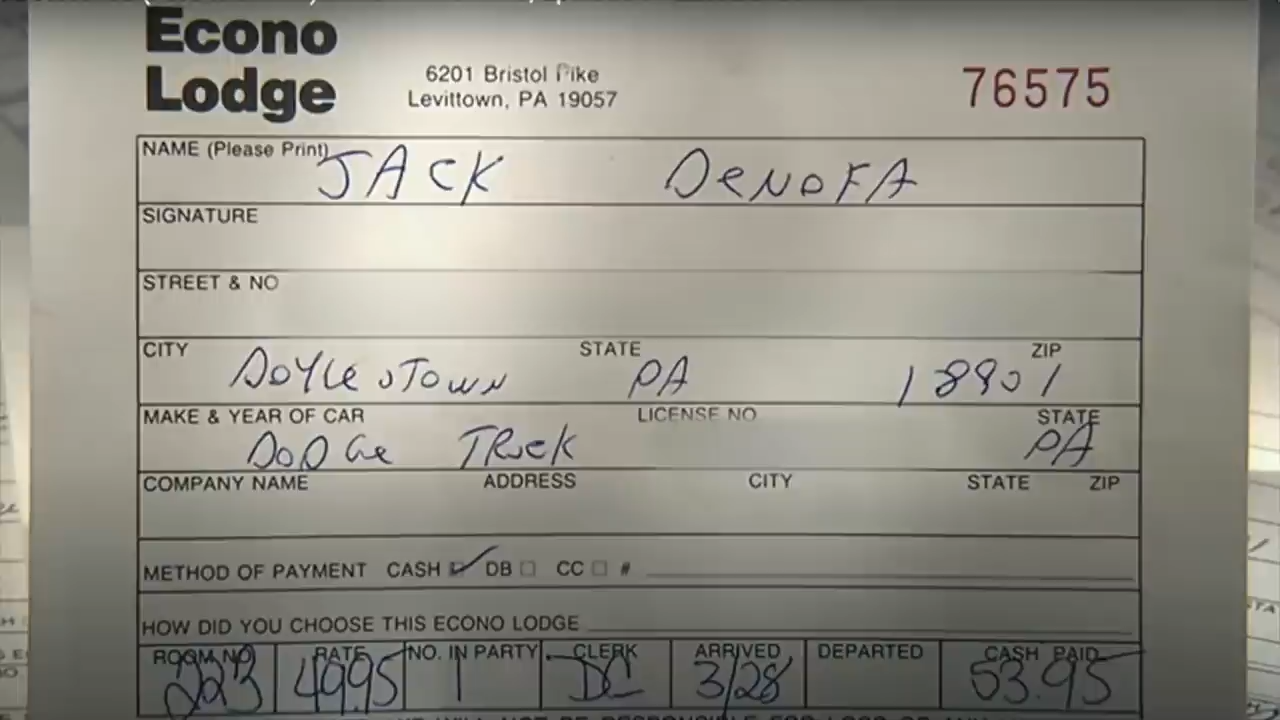 Econo
Lodge
6201 Bristol Pike
Levittown, PA 19057
76575
NAME (Please Print) JACK DeNOFA
SIGNATURE
STREET & NO
CITY STATE ZIP
DOYLesTOWN PA 18901
MAKE & YEAR OF CAR LICENSE NO STATE
DODGe TRuCK PA
COMPANY NAME ADDRESS CITY STATE ZIP
METHOD OF PAYMENT CASH DB CC #
HOW DID YOU CHOOSE THIS ECONO LODGE
ROOM NO RATE NO. IN PARTY CLERK ARRIVED DEPARTED CASH PAID
223 49.95 1 DC 3/28 53.95